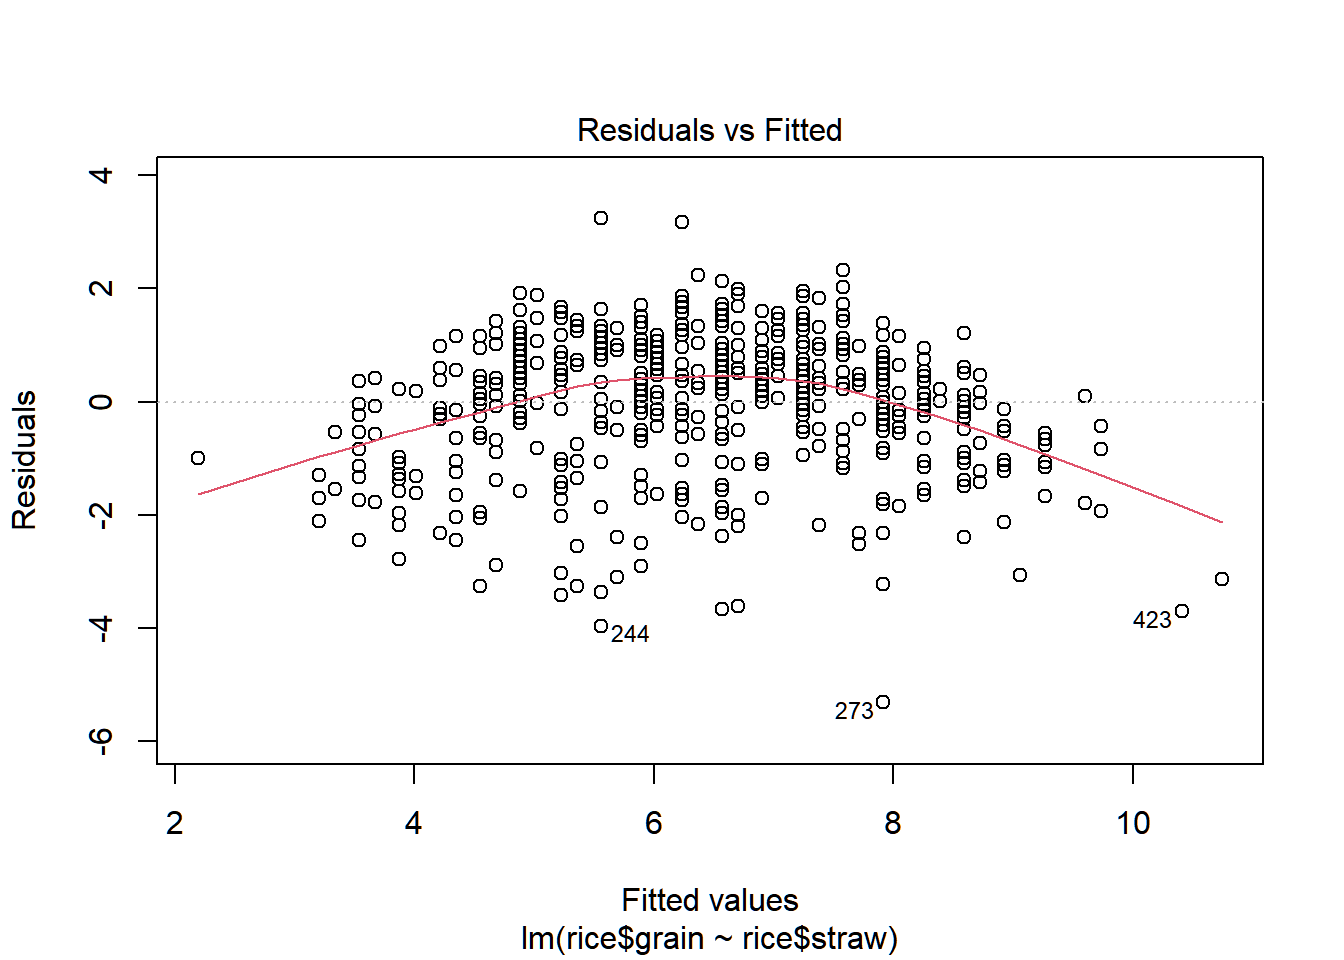 Residuals vs Fitted
4
2
0
-2
-4
-6
Residuals
244
423
273
2 4 6 8 10
Fitted values
lm(rice$grain ~ rice$straw)